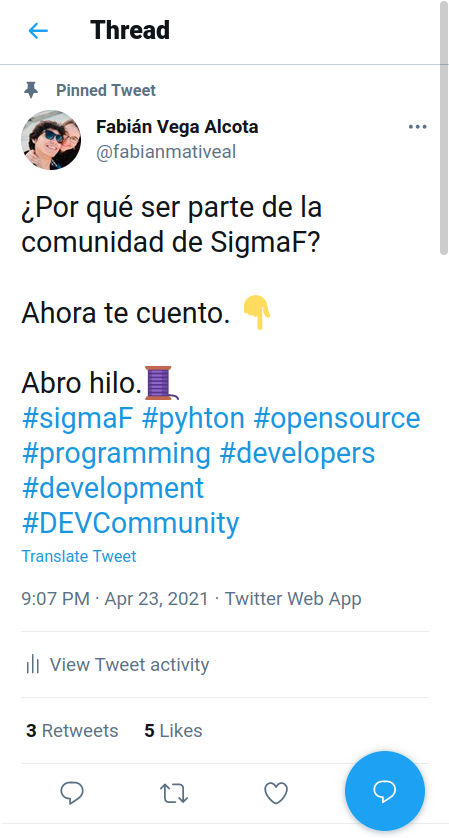 Thread
Pinned Tweet
Fabián Vega Alcota
@fabianmativeal
¿Por qué ser parte de la
comunidad de SigmaF?
Ahora te cuento. 👇
Abro hilo.🧵
#sigmaF #pyhton #opensource
#programming #developers
#development
#DEVCommunity
Translate Tweet
9:07 PM · Apr 23, 2021 · Twitter Web App
View Tweet activity
3 Retweets 5 Likes